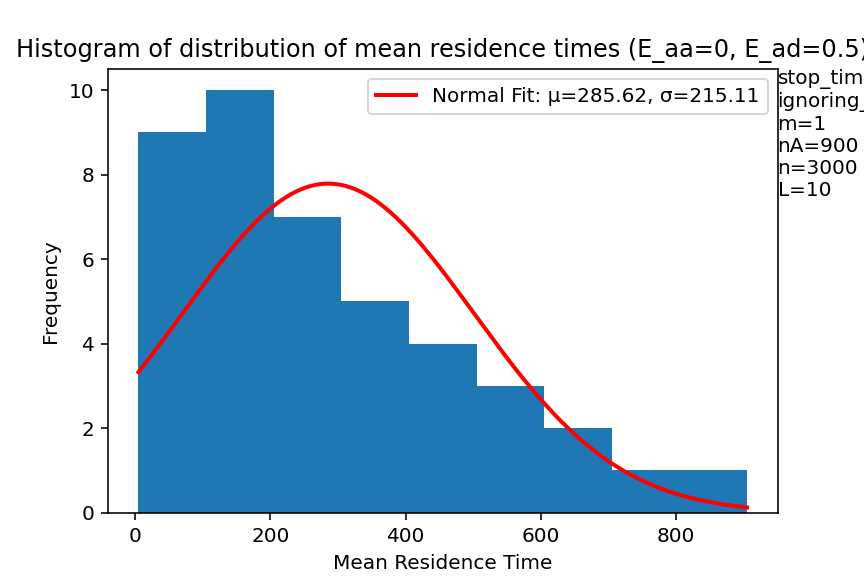 Histogram of distribution of mean residence times (E_aa=0, E_ad=0.5)
Normal Fit: μ=285.62, σ=215.11
stop_tim
ignoring_
m=1
nA=900
n=3000
L=10
Frequency
10
8
6
4
2
0
0 200 400 600 800
Mean Residence Time